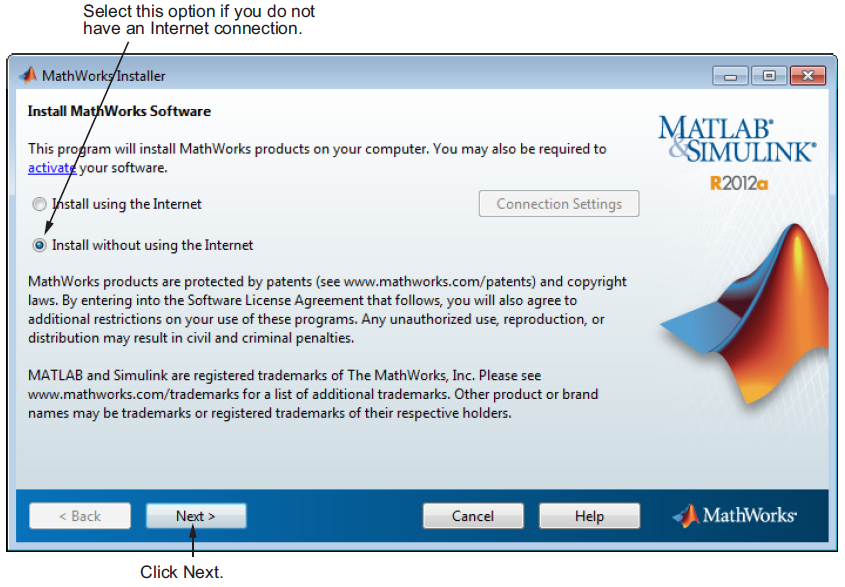 Select this option if you do not
have an Internet connection.
MathWorks Installer
Install MathWorks Software
This program will install MathWorks products on your computer. You may also be required to
activate your software.
Install using the Internet
Connection Settings
Install without using the Internet
MathWorks products are protected by patents (see www.mathworks.com/patents) and copyright
laws. By entering into the Software License Agreement that follows, you will also agree to
additional restrictions on your use of these programs. Any unauthorized use, reproduction, or
distribution may result in civil and criminal penalties.
MATLAB and Simulink are registered trademarks of The MathWorks, Inc. Please see
www.mathworks.com/trademarks for a list of additional trademarks. Other product or brand
names may be trademarks or registered trademarks of their respective holders.
MATLAB®
&SIMULINK®
R2012a
< Back
Next >
Cancel
Help
MathWorks®
Click Next.